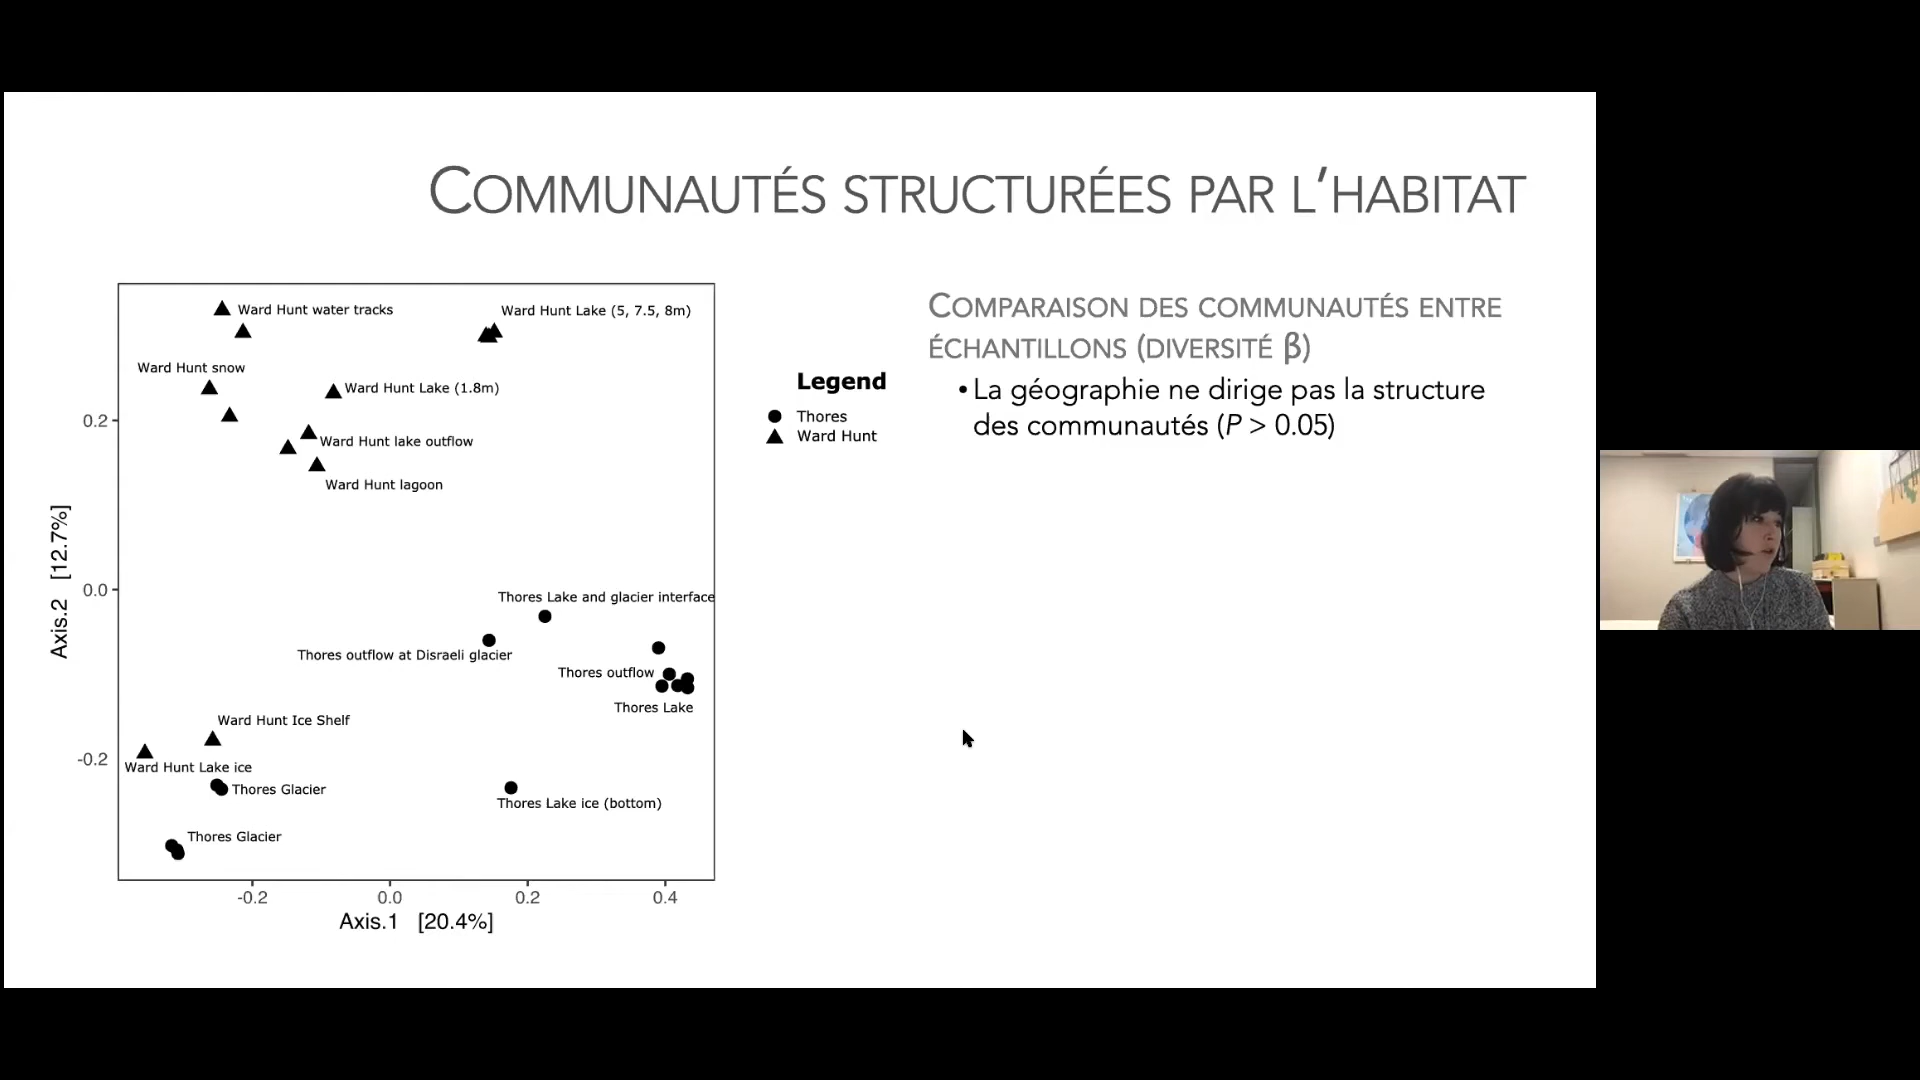 COMMUNAUTÉS STRUCTURÉES PAR L'HABITAT
Ward Hunt water tracks
Ward Hunt Lake (5, 7.5, 8m)
Ward Hunt snow
Ward Hunt Lake (1.8m)
Ward Hunt lake outflow
Ward Hunt lagoon
Thores Lake and glacier interface
Thores outflow at Disraeli glacier
Thores outflow
Thores Lake
Ward Hunt Ice Shelf
Ward Hunt Lake ice
Thores Glacier
Thores Lake ice (bottom)
Thores Glacier
0.2
0.0
-0.2
Axis.2 [12.7%]
-0.2 0.0 0.2 0.4
Axis.1 [20.4%]
Legend
Thores
Ward Hunt
COMPARAISON DES COMMUNAUTÉS ENTRE
ÉCHANTILLONS (DIVERSITÉ β)
• La géographie ne dirige pas la structure
des communautés (P > 0.05)